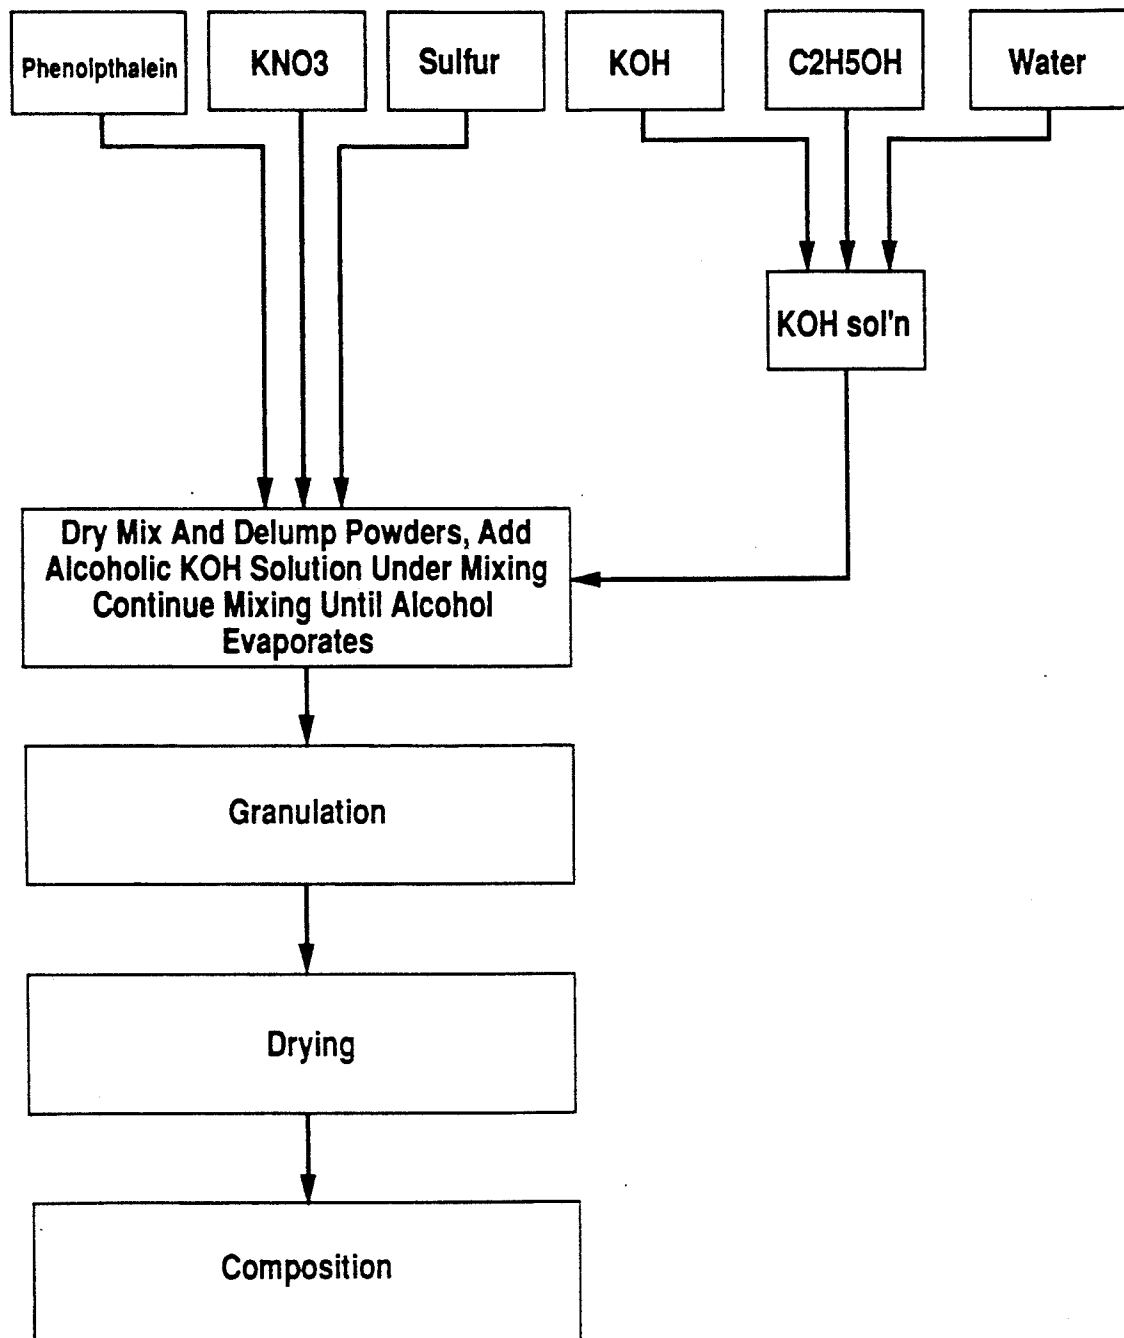 Phenolpthalein
KNO3
Sulfur
KOH
C2H5OH
Water
KOH sol'n
Dry Mix And Delump Powders, Add
Alcoholic KOH Solution Under Mixing
Continue Mixing Until Alcohol
Evaporates
Granulation
Drying
Composition